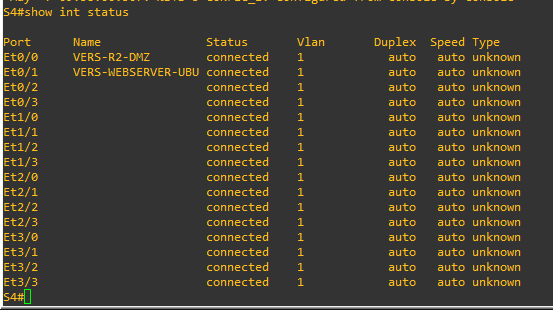 S4#show int status
Port Name Status Vlan Duplex Speed Type
Et0/0 VERS-R2-DMZ connected 1 auto auto unknown
Et0/1 VERS-WEBSERVER-UBU connected 1 auto auto unknown
Et0/2 connected 1 auto auto unknown
Et0/3 connected 1 auto auto unknown
Et1/0 connected 1 auto auto unknown
Et1/1 connected 1 auto auto unknown
Et1/2 connected 1 auto auto unknown
Et1/3 connected 1 auto auto unknown
Et2/0 connected 1 auto auto unknown
Et2/1 connected 1 auto auto unknown
Et2/2 connected 1 auto auto unknown
Et2/3 connected 1 auto auto unknown
Et3/0 connected 1 auto auto unknown
Et3/1 connected 1 auto auto unknown
Et3/2 connected 1 auto auto unknown
Et3/3 connected 1 auto auto unknown
S4#